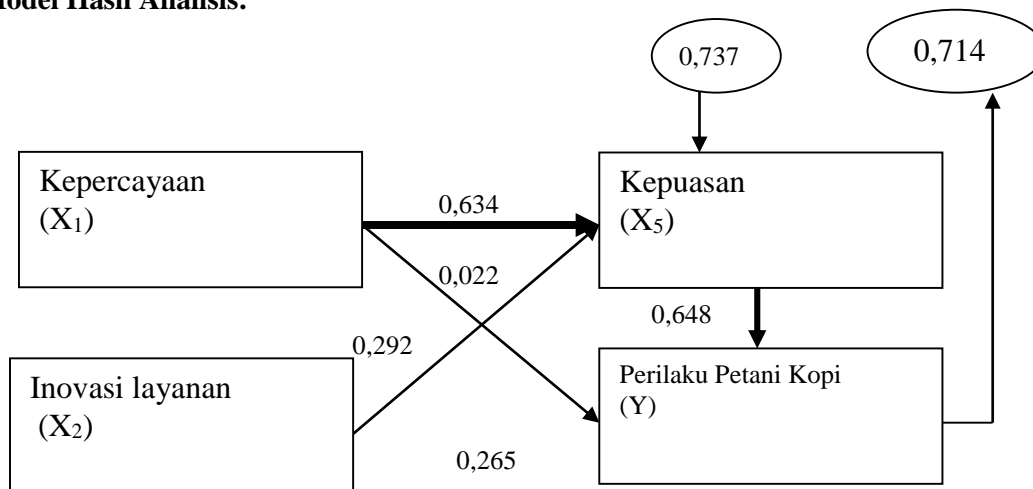 Model Hasil Analisis:
0,737
0,714
Kepercayaan
(X1)
0,634
Kepuasan
(X5)
0,022
0,648
0,292
Inovasi layanan
(X2)
Perilaku Petani Kopi
(Y)
0,265